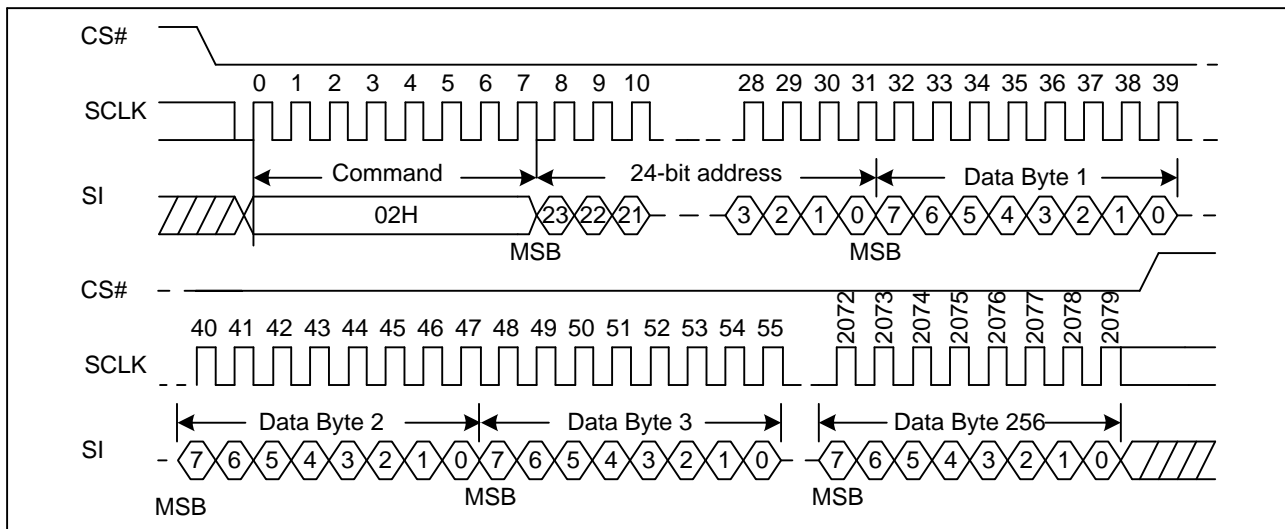 CS#
0 1 2 3 4 5 6 7 8 9 10 28 29 30 31 32 33 34 35 36 37 38 39
SCLK
Command 24-bit address Data Byte 1
SI
02H 23 22 21 3 2 1 0 7 6 5 4 3 2 1 0
MSB MSB
CS#
40 41 42 43 44 45 46 47 48 49 50 51 52 53 54 55 2072 2073 2074 2075 2076 2077 2078 2079
SCLK
Data Byte 2 Data Byte 3 Data Byte 256
SI
7 6 5 4 3 2 1 0 7 6 5 4 3 2 1 0 7 6 5 4 3 2 1 0
MSB MSB MSB